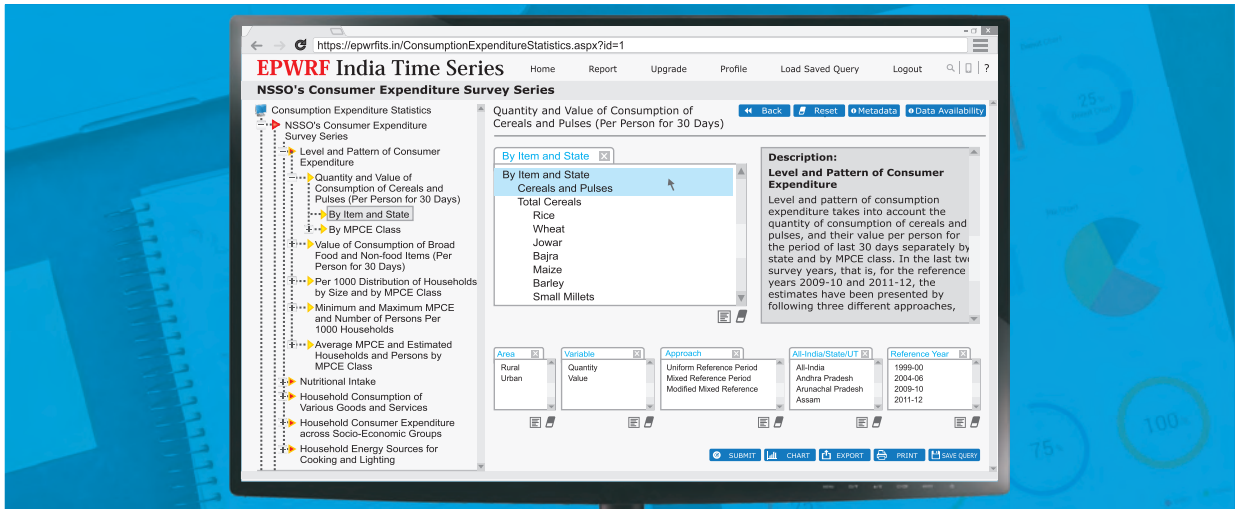 https://epwrfits.in/ConsumptionExpenditureStatistics.aspx?id=1
EPWRF India Time Series
Home Report Upgrade Profile Load Saved Query Logout ?
NSSO's Consumer Expenditure Survey Series
Consumption Expenditure Statistics
NSSO's Consumer Expenditure
Survey Series
Level and Pattern of Consumer
Expenditure
Quantity and Value of
Consumption of Cereals and
Pulses (Per Person for 30 Days)
By Item and State
By MPCE Class
Value of Consumption of Broad
Food and Non-food Items (Per
Person for 30 Days)
Per 1000 Distribution of Households
by Size and by MPCE Class
Minimum and Maximum MPCE
and Number of Persons Per
1000 Households
Average MPCE and Estimated
Households and Persons by
MPCE Class
Nutritional Intake
Household Consumption of
Various Goods and Services
Household Consumer Expenditure
across Socio-Economic Groups
Household Energy Sources for
Cooking and Lighting
Quantity and Value of Consumption of
Cereals and Pulses (Per Person for 30 Days)
Back Reset Metadata Data Availability
By Item and State
By Item and State
Cereals and Pulses
Total Cereals
Rice
Wheat
Jowar
Bajra
Maize
Barley
Small Millets
Description:
Level and Pattern of Consumer
Expenditure
Level and pattern of consumption
expenditure takes into account the
quantity of consumption of cereals and
pulses, and their value per person for
the period of last 30 days separately by
state and by MPCE class. In the last two
survey years, that is, for the reference
years 2009-10 and 2011-12, the
estimates have been presented by
following three different approaches,
Area
Rural
Urban
Variable
Quantity
Value
Approach
Uniform Reference Period
Mixed Reference Period
Modified Mixed Reference
All-India/State/UT
All-India
Andhra Pradesh
Arunachal Pradesh
Assam
Reference Year
1999-00
2004-06
2009-10
2011-12
SUBMIT CHART EXPORT PRINT SAVE QUERY
25%
75%
100%